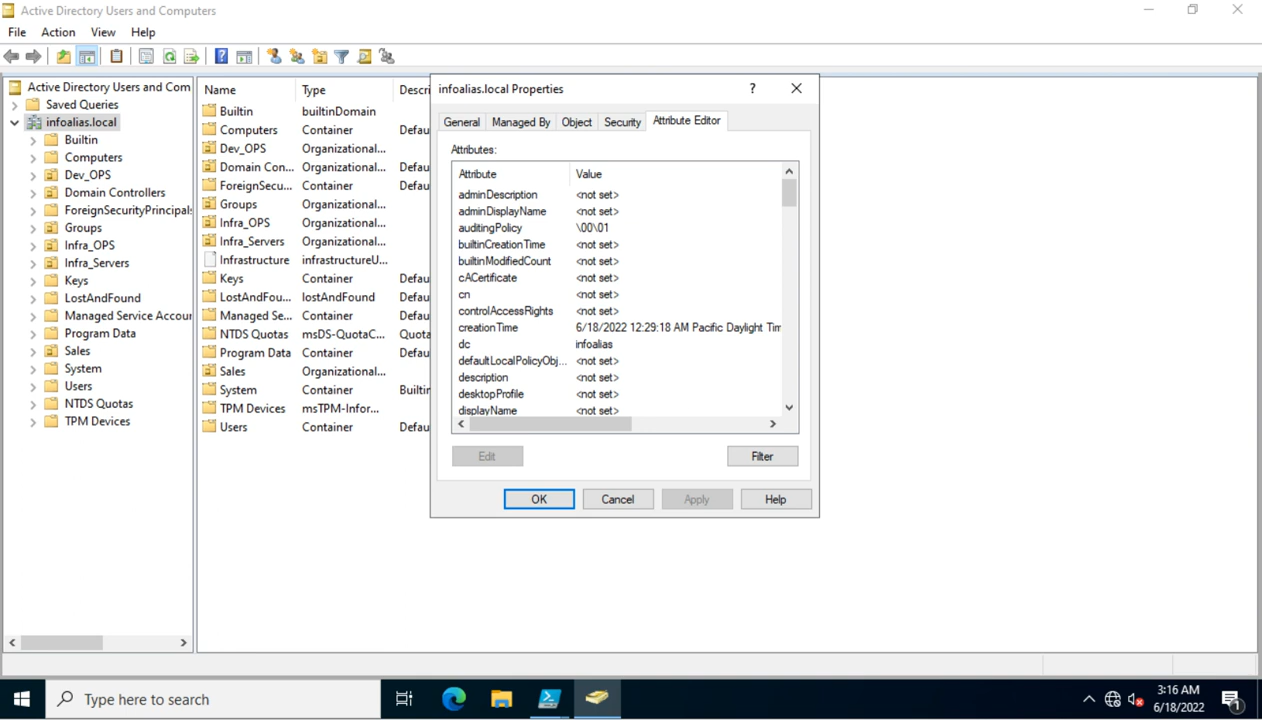 Active Directory Users and Computers
File Action View Help
Active Directory Users and Com
Saved Queries
infoalias.local
Builtin
Computers
Dev_OPS
Domain Controllers
ForeignSecurityPrincipals
Groups
Infra_OPS
Infra_Servers
Keys
LostAndFound
Managed Service Accoun
Program Data
Sales
System
Users
NTDS Quotas
TPM Devices
Name Type Descri
Builtin builtinDomain
Computers Container Defau
Dev_OPS Organizational...
Domain Con... Organizational... Defau
ForeignSecu... Container Defau
Groups Organizational...
Infra_OPS Organizational...
Infra_Servers Organizational...
Infrastructure infrastructureU...
Keys Container Defau
LostAndFou... lostAndFound Defau
Managed Se... Container Defau
NTDS Quotas msDS-QuotaC... Quota
Program Data Container Defau
Sales Organizational...
System Container Builtin
TPM Devices msTPM-Infor...
Users Container Defau
infoalias.local Properties ?
General Managed By Object Security Attribute Editor
Attributes:
Attribute Value
adminDescription <not set>
adminDisplayName <not set>
auditingPolicy \00\01
builtinCreationTime <not set>
builtinModifiedCount <not set>
cACertificate <not set>
cn <not set>
controlAccessRights <not set>
creationTime 6/18/2022 12:29:18 AM Pacific Daylight Tim
dc infoalias
defaultLocalPolicyObj... <not set>
description <not set>
desktopProfile <not set>
displayName <not set>
Edit Filter
OK Cancel Apply Help
Type here to search
3:16 AM
6/18/2022
1